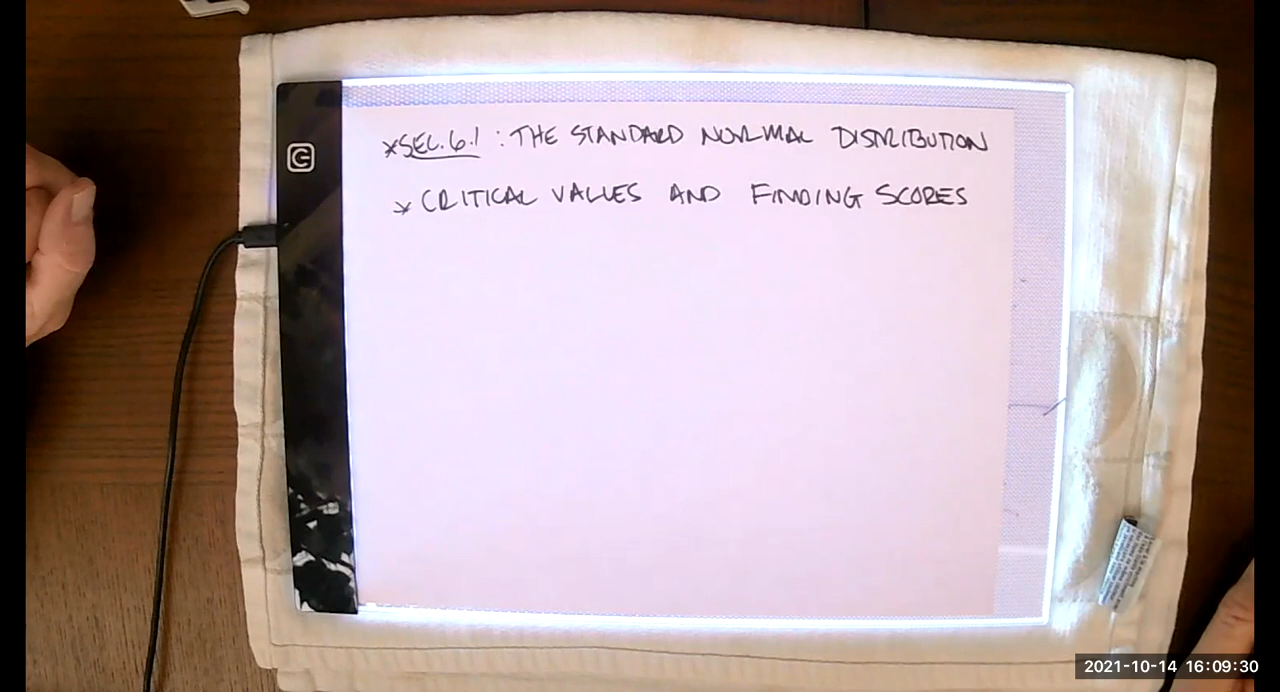 *SEC. 6.1 : THE STANDARD NORMAL DISTRIBUTION
* CRITICAL VALUES AND FINDING SCORES
2021-10-14 16:09:30